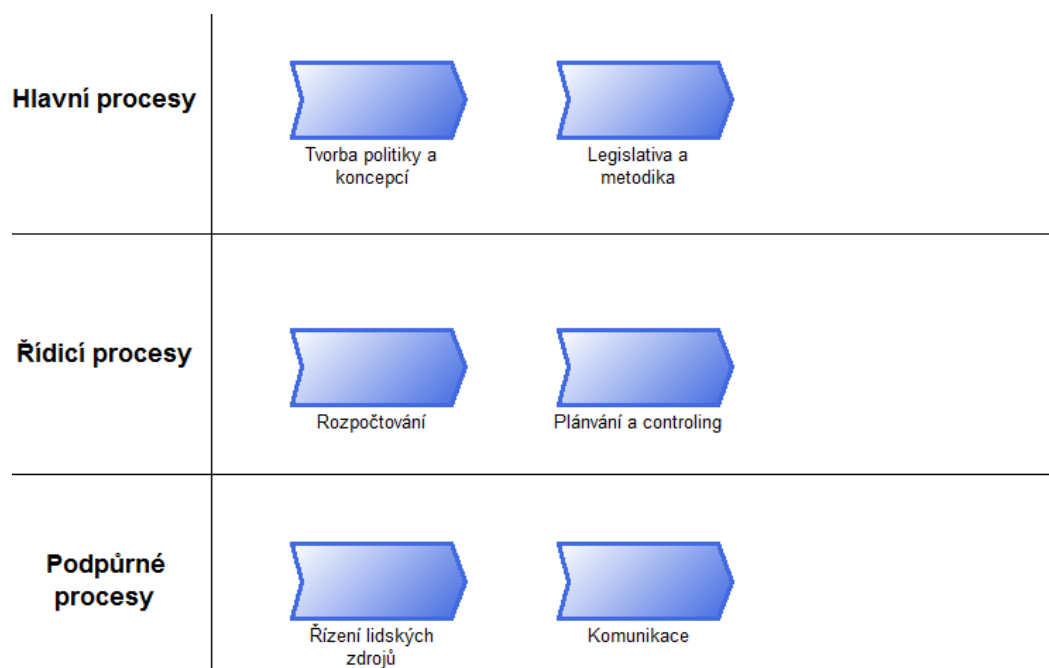 Hlavní procesy
Tvorba politiky a
koncepcí
Legislativa a
metodika
Řídicí procesy
Rozpočtování
Plánvání a controling
Podpůrné
procesy
Řízení lidských
zdrojů
Komunikace